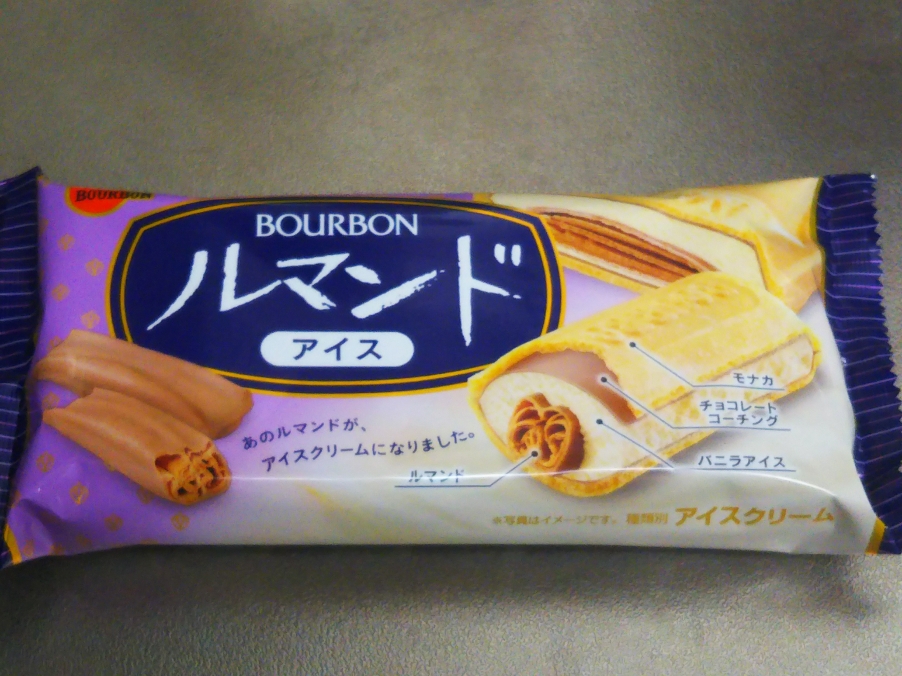 BOURBON
BOURBON
ルマンド
アイス
あのルマンドが、
アイスクリームになりました。
モナカ
チョコレート
コーチング
バニラアイス
ルマンド
※写真はイメージです。 種類別 アイスクリーム